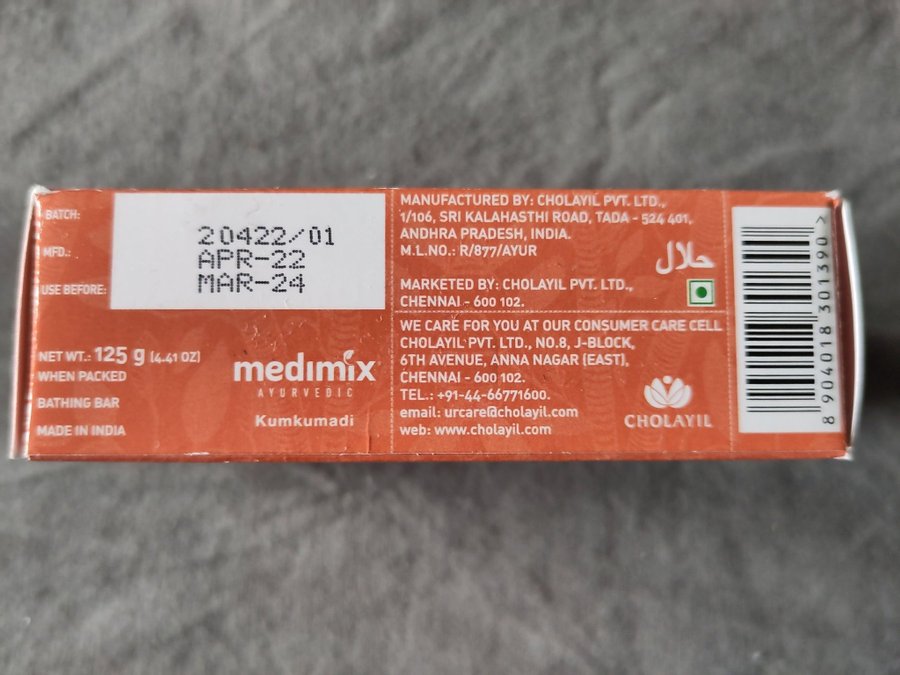 BATCH:
20422/01
MFD.:
APR-22
USE BEFORE:
MAR-24
NET WT.: 125 g (4.41 OZ)
WHEN PACKED
BATHING BAR
MADE IN INDIA
medimix
AYURVEDIC
Kumkumadi
MANUFACTURED BY: CHOLAYIL PVT. LTD.,
1/106, SRI KALAHASTHI ROAD, TADA - 524 401,
ANDHRA PRADESH, INDIA.
M.L.NO.: R/877/AYUR
حلال
MARKETED BY: CHOLAYIL PVT. LTD.,
CHENNAI - 600 102.
WE CARE FOR YOU AT OUR CONSUMER CARE CELL
CHOLAYIL PVT. LTD., NO.8, J-BLOCK,
6TH AVENUE, ANNA NAGAR (EAST),
CHENNAI - 600 102.
TEL.: +91-44-66771600.
email: urcare@cholayil.com
web: www.cholayil.com
CHOLAYIL
8 904018 301390 >